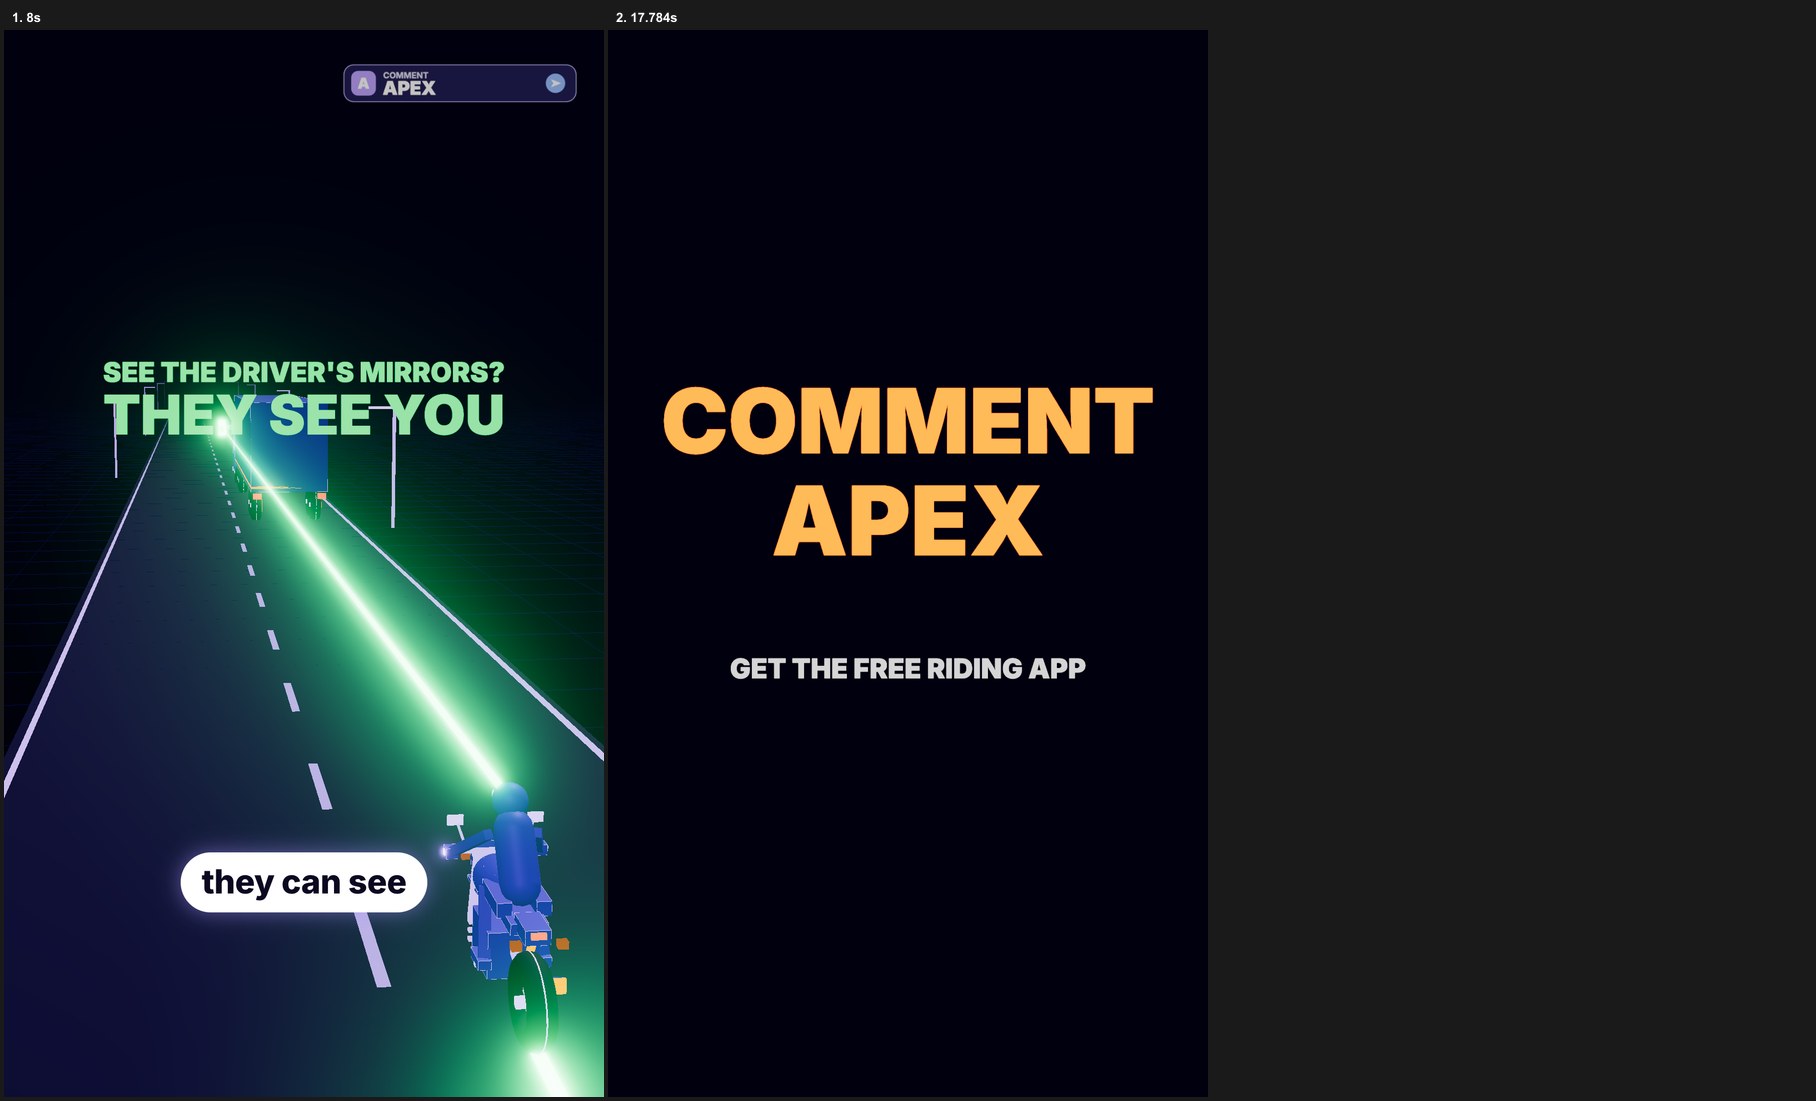 1. 8s
2. 17.784s
A
COMMENT
APEX
SEE THE DRIVER'S MIRRORS?
THEY SEE YOU
they can see
COMMENT
APEX
GET THE FREE RIDING APP